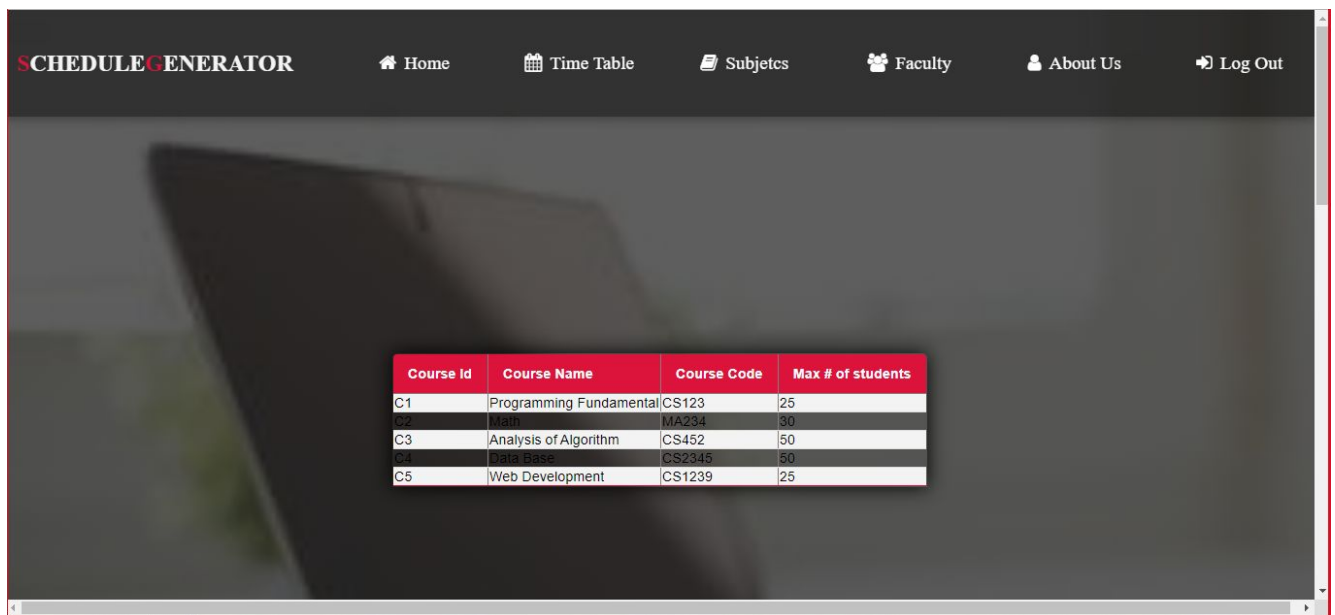 SCHEDULEGENERATOR Home Time Table Subjetcs Faculty About Us Log Out
Course Id Course Name Course Code Max # of students
C1 Programming Fundamental CS123 25
C2 Math MA234 30
C3 Analysis of Algorithm CS452 50
C4 Data Base CS2345 50
C5 Web Development CS1239 25